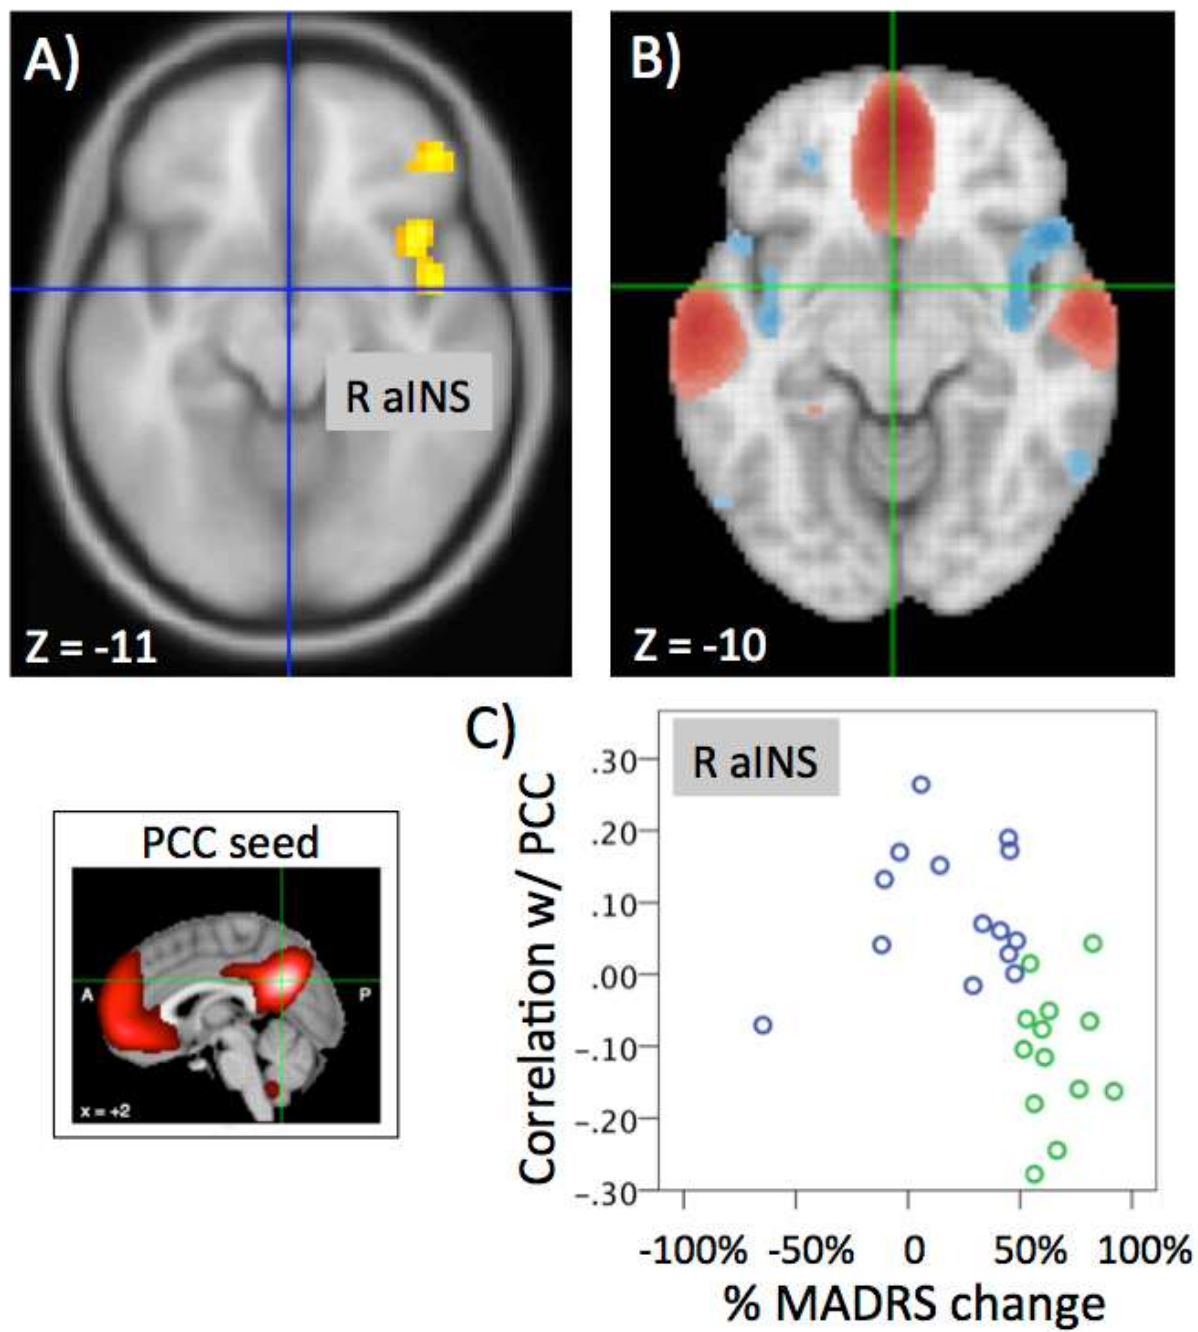 A)
B)
R aINS
Z = -11
Z = -10
C)
PCC seed
A
P
x = +2
R aINS
Correlation w/ PCC
.30
.20
.10
.00
-.10
-.20
-.30
-100% -50% 0 50% 100%
% MADRS change